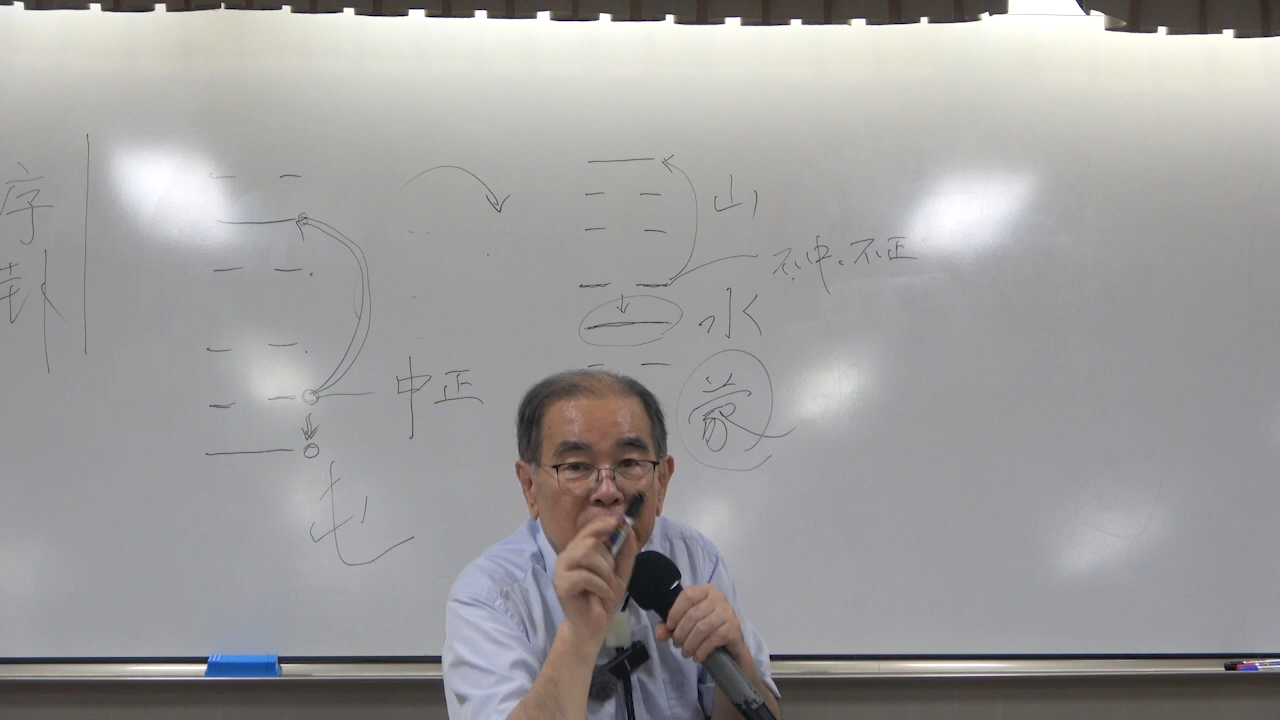 序卦
中正
屯
山
不中、不正
水
蒙